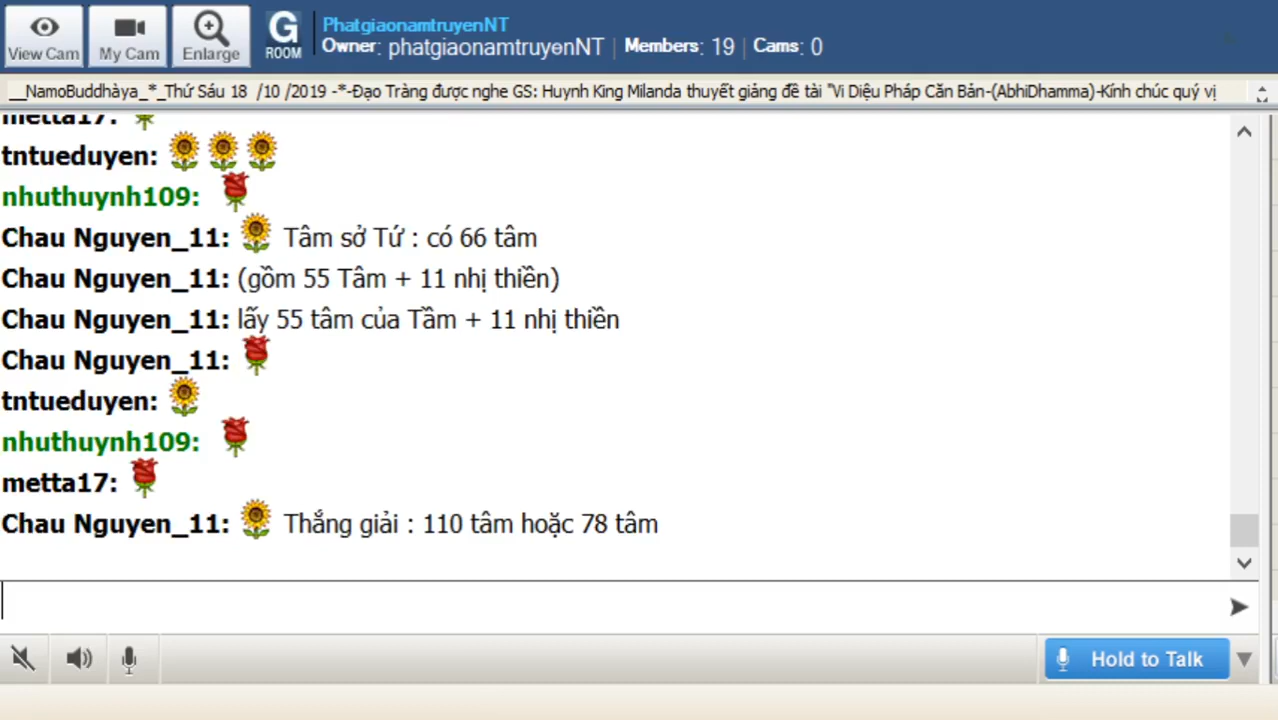 View Cam
My Cam
Enlarge
G
ROOM
PhatgiaonamtruyenNT
Owner: phatgiaonamtruyenNT | Members: 19 | Cams: 0
__NamoBuddhàya_*_Thứ Sáu 18 /10 /2019 -*-Đạo Tràng được nghe GS: Huynh King Milanda thuyết giảng đề tài "Vi Diệu Pháp Căn Bản-(AbhiDhamma)-Kính chúc quý vị
metta17:
tntueduyen:
nhuthuynh109:
Chau Nguyen_11: Tâm sở Tứ : có 66 tâm
Chau Nguyen_11: (gồm 55 Tâm + 11 nhị thiền)
Chau Nguyen_11: lấy 55 tâm của Tầm + 11 nhị thiền
Chau Nguyen_11:
tntueduyen:
nhuthuynh109:
metta17:
Chau Nguyen_11: Thắng giải : 110 tâm hoặc 78 tâm
Hold to Talk